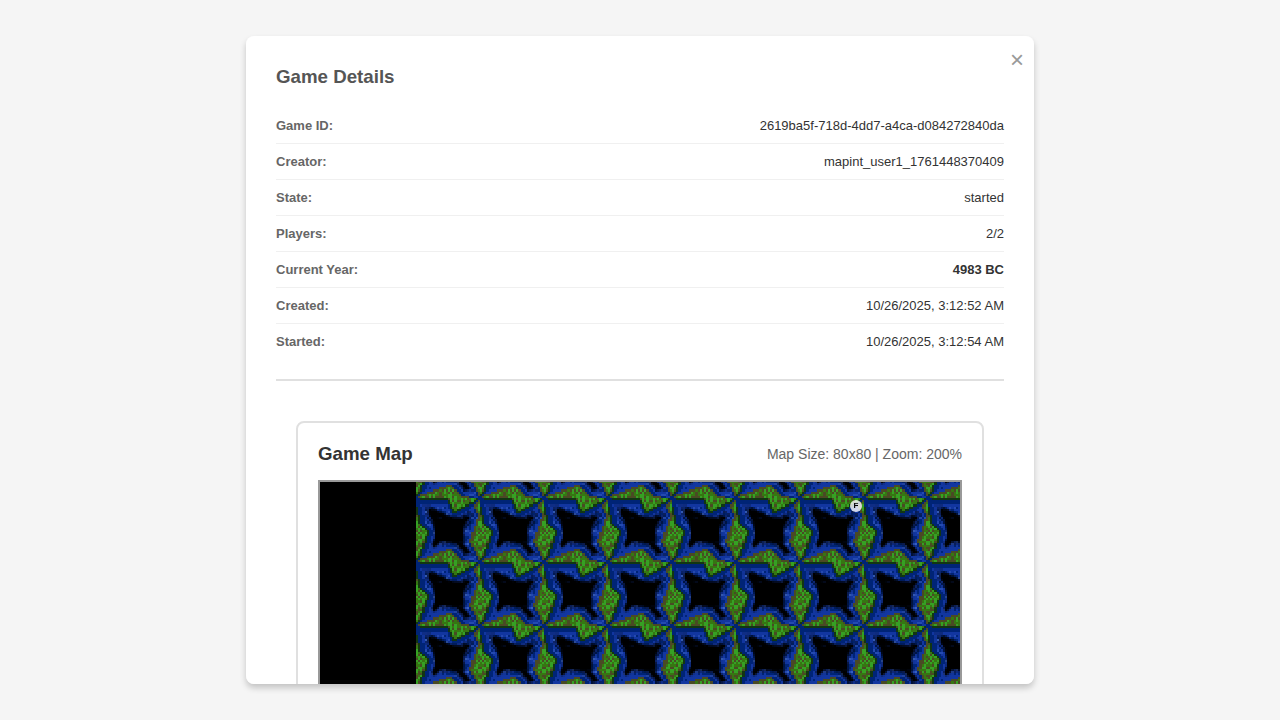 ×
Game Details
Game ID: 2619ba5f-718d-4dd7-a4ca-d084272840da
Creator: mapint_user1_1761448370409
State: started
Players: 2/2
Current Year: 4983 BC
Created: 10/26/2025, 3:12:52 AM
Started: 10/26/2025, 3:12:54 AM
Game Map Map Size: 80x80 | Zoom: 200%
F